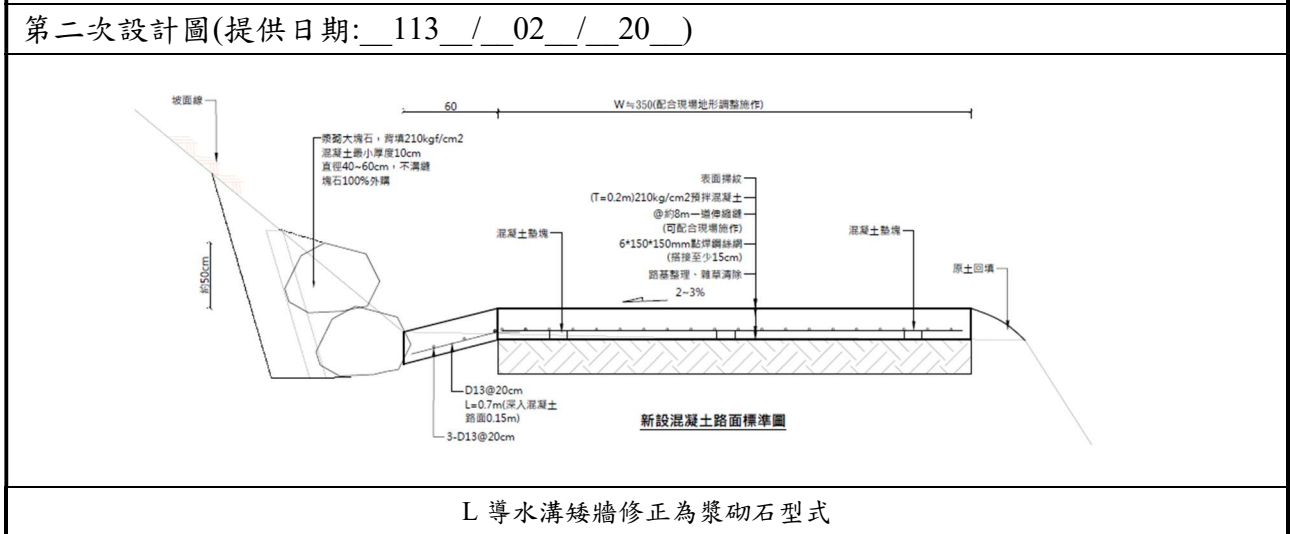 第二次設計圖(提供日期:__113__/__02__/__20__)
坡面線
60
W≒350(配合現場地形調整施作)
漿砌大塊石，背填210kgf/cm2
混凝土最小厚度10cm
直徑40~60cm，不溝縫
塊石100%外購
表面掃紋
(T=0.2m)210kg/cm2預拌混凝土
@約8m一道伸縮縫
(可配合現場施作)
6*150*150mm點焊鋼絲網
(搭接至少15cm)
路基整理、雜草清除
混凝土墊塊
混凝土墊塊
原土回填
約50cm
2~3%
D13@20cm
L=0.7m(深入混凝土
路面0.15m)
3-D13@20cm
新設混凝土路面標準圖
L 導水溝矮牆修正為漿砌石型式